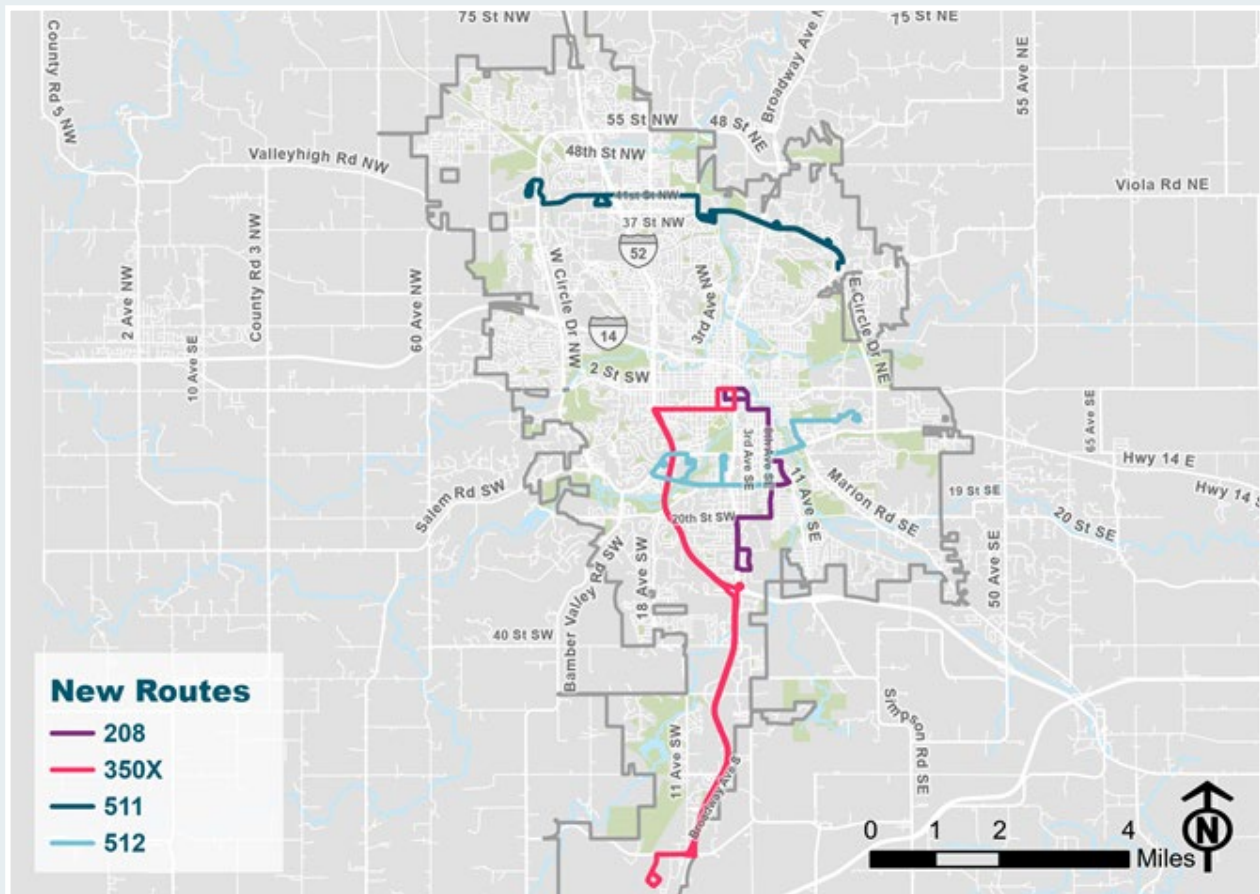 75 St NW
75 St NE
County Rd 5 NW
Broadway Ave N
55 Ave NE
55 St NW
48 St NE
48th St NW
Valleyhigh Rd NW
Viola Rd NE
41st St NW
37 St NW
52
2 Ave NW
County Rd 3 NW
60 Ave NW
W Circle Dr NW
3rd Ave NW
E Circle Dr NE
14
10 Ave SE
2 St SW
65 Ave SE
3rd Ave SE
8th Ave SE
11 Ave SE
Marion Rd SE
Hwy 14 E
Hwy 14 S
Salem Rd SW
19 St SE
20th St SW
20 St SE
50 Ave SE
Bamber Valley Rd SW
18 Ave SW
40 St SW
Simpson Rd SE
11 Ave SW
Broadway Ave S
New Routes
208
350X
511
512
0 1 2 4
Miles
N